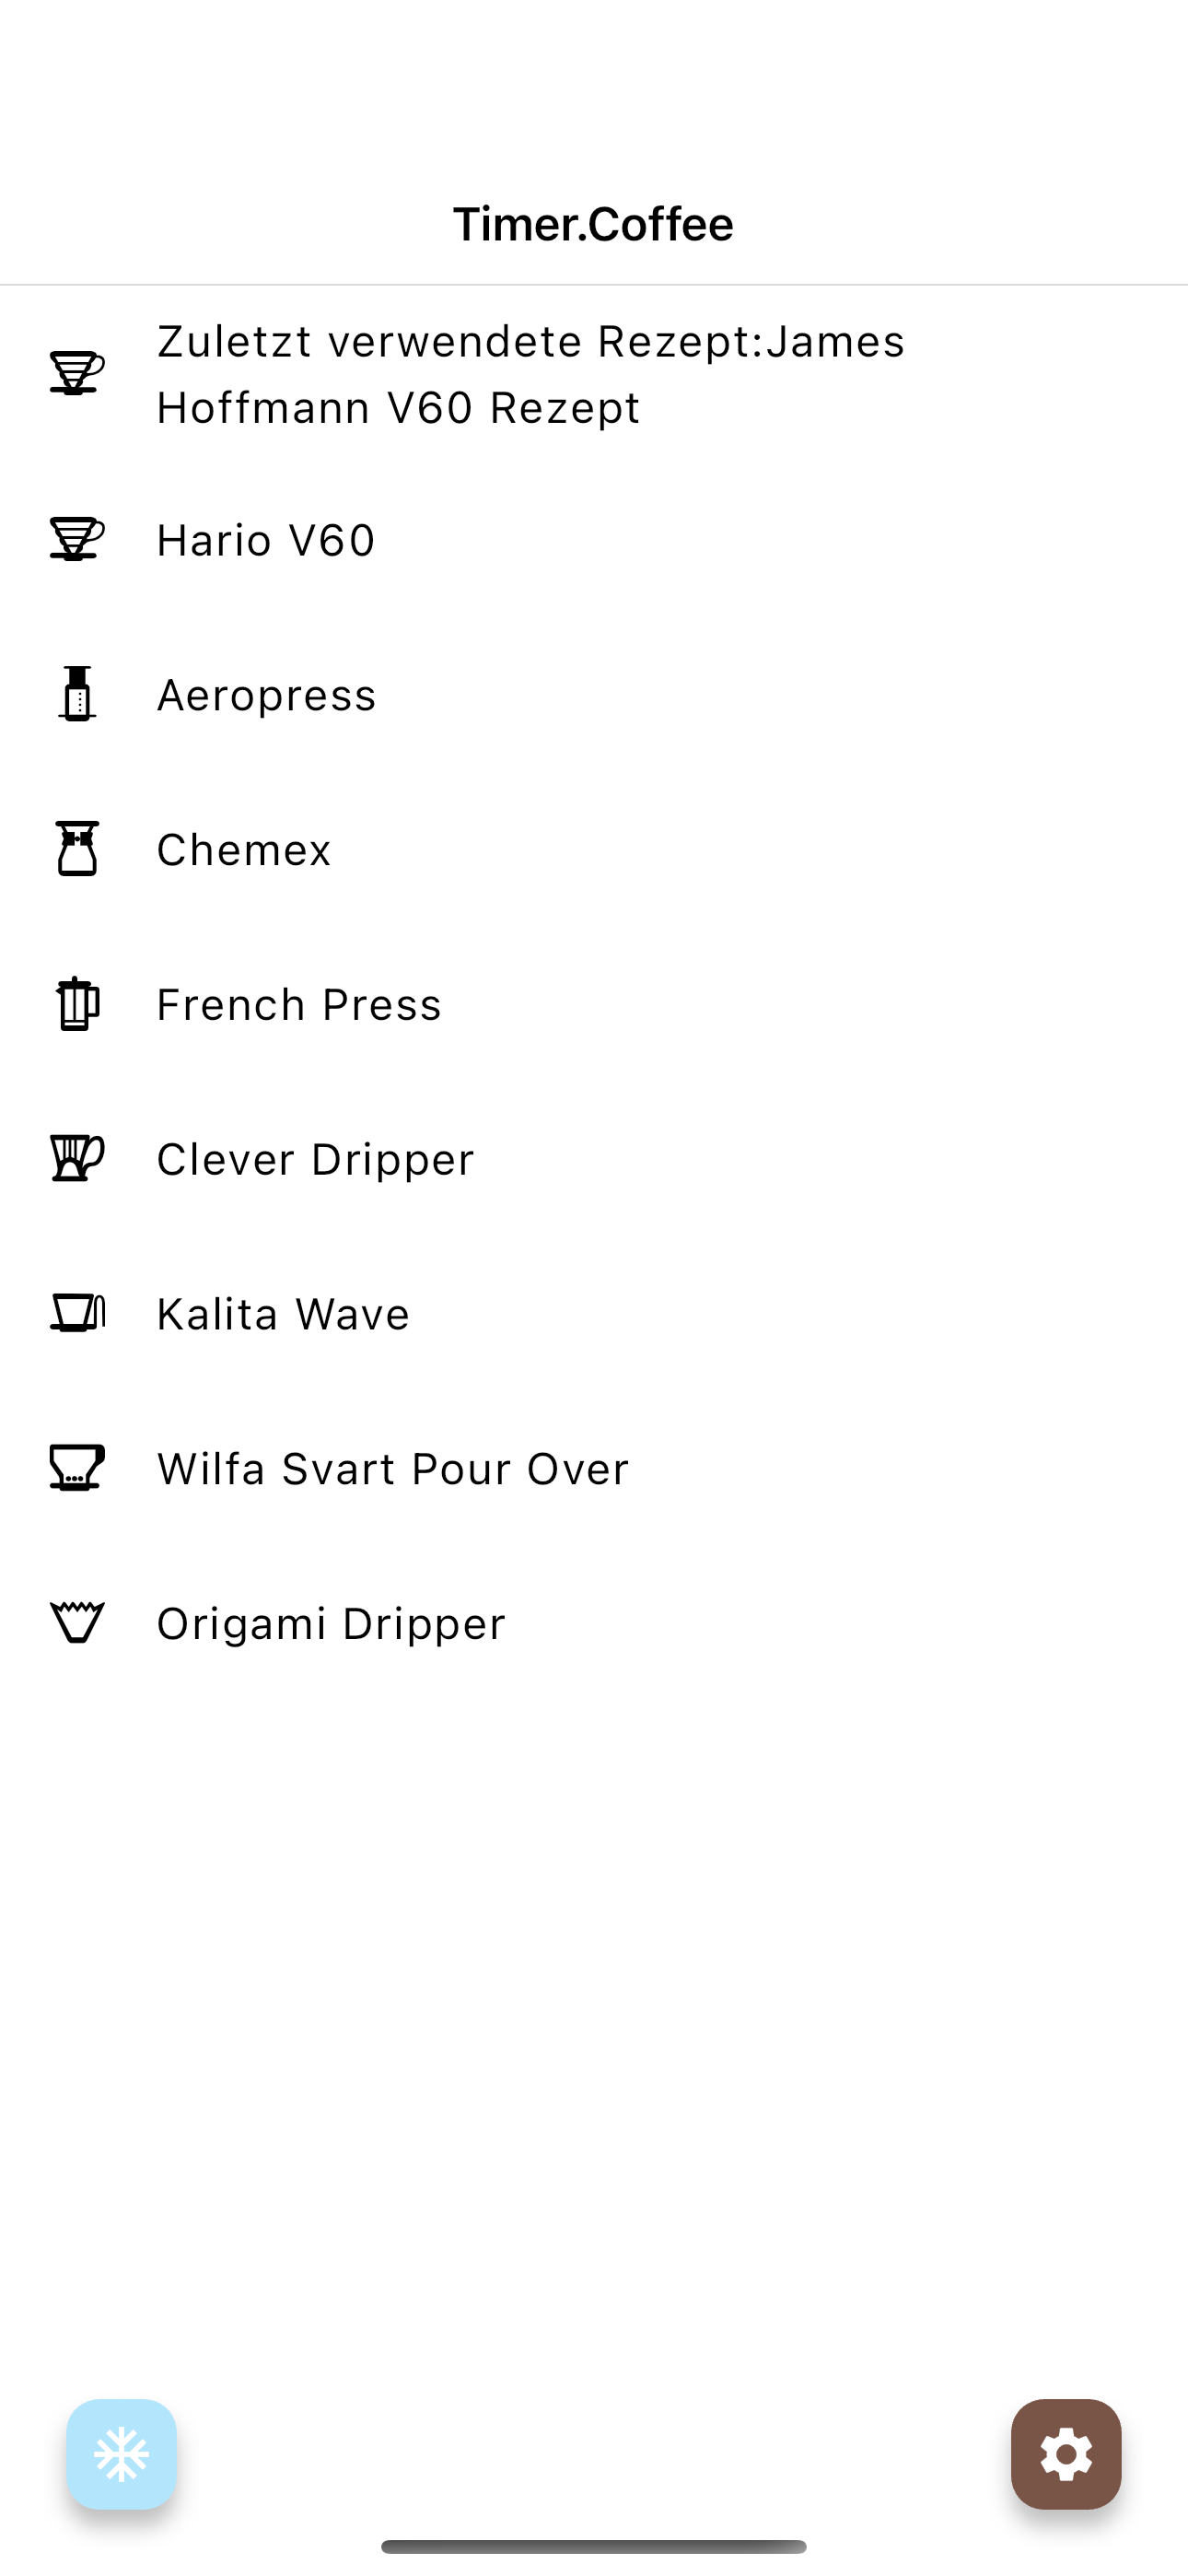 Timer.Coffee
Zuletzt verwendete Rezept:James
Hoffmann V60 Rezept
Hario V60
Aeropress
Chemex
French Press
Clever Dripper
Kalita Wave
Wilfa Svart Pour Over
Origami Dripper